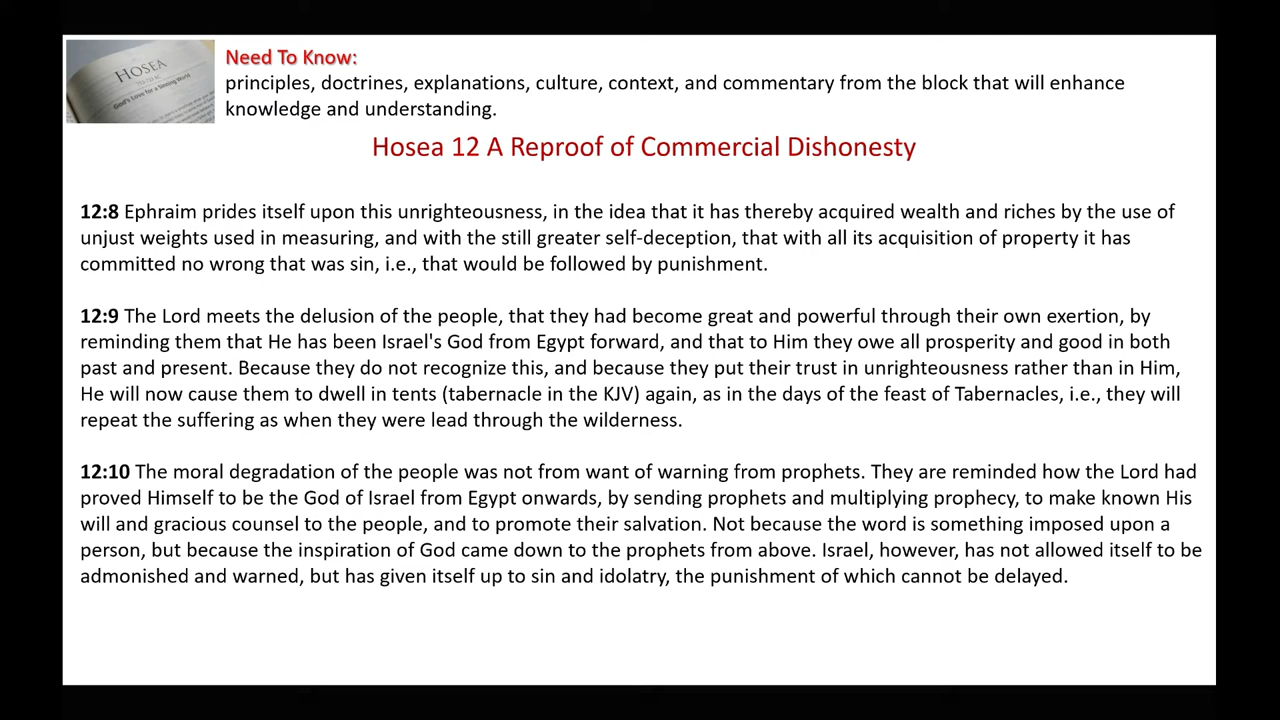 HOSEA
God's Love for a Sinning World
Need To Know:
principles, doctrines, explanations, culture, context, and commentary from the block that will enhance
knowledge and understanding.
Hosea 12 A Reproof of Commercial Dishonesty
12:8 Ephraim prides itself upon this unrighteousness, in the idea that it has thereby acquired wealth and riches by the use of
unjust weights used in measuring, and with the still greater self-deception, that with all its acquisition of property it has
committed no wrong that was sin, i.e., that would be followed by punishment.
12:9 The Lord meets the delusion of the people, that they had become great and powerful through their own exertion, by
reminding them that He has been Israel's God from Egypt forward, and that to Him they owe all prosperity and good in both
past and present. Because they do not recognize this, and because they put their trust in unrighteousness rather than in Him,
He will now cause them to dwell in tents (tabernacle in the KJV) again, as in the days of the feast of Tabernacles, i.e., they will
repeat the suffering as when they were lead through the wilderness.
12:10 The moral degradation of the people was not from want of warning from prophets. They are reminded how the Lord had
proved Himself to be the God of Israel from Egypt onwards, by sending prophets and multiplying prophecy, to make known His
will and gracious counsel to the people, and to promote their salvation. Not because the word is something imposed upon a
person, but because the inspiration of God came down to the prophets from above. Israel, however, has not allowed itself to be
admonished and warned, but has given itself up to sin and idolatry, the punishment of which cannot be delayed.